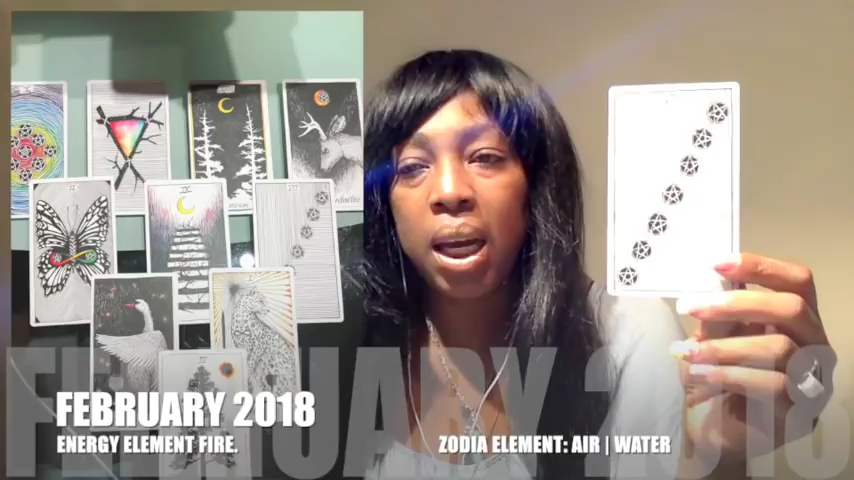 FEBRUARY 2018
FEBRUARY 2018
ENERGY ELEMENT FIRE.
ZODIA ELEMENT: AIR | WATER